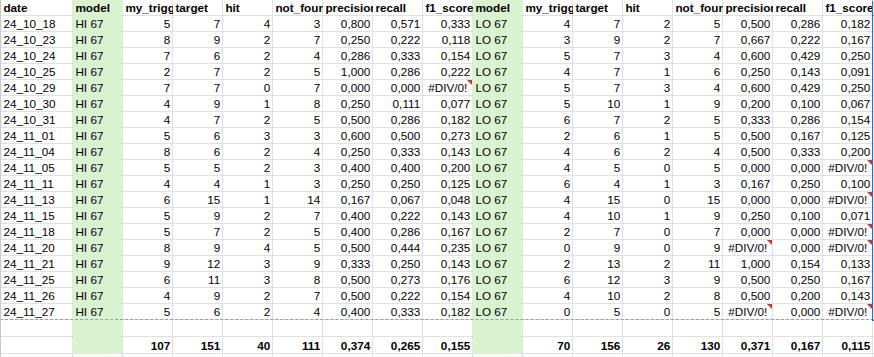 date model my_trigg target hit not_four precision recall f1_score model my_trigg target hit not_four precision recall f1_score
24_10_18 HI 67 5 7 4 3 0,800 0,571 0,333 LO 67 4 7 2 5 0,500 0,286 0,182
24_10_23 HI 67 8 9 2 7 0,250 0,222 0,118 LO 67 3 9 2 7 0,667 0,222 0,167
24_10_24 HI 67 7 6 2 4 0,286 0,333 0,154 LO 67 5 7 3 4 0,600 0,429 0,250
24_10_25 HI 67 2 7 2 5 1,000 0,286 0,222 LO 67 4 7 1 6 0,250 0,143 0,091
24_10_29 HI 67 7 7 0 7 0,000 0,000 #DIV/0! LO 67 5 7 3 4 0,600 0,429 0,250
24_10_30 HI 67 4 9 1 8 0,250 0,111 0,077 LO 67 5 10 1 9 0,200 0,100 0,067
24_10_31 HI 67 4 7 2 5 0,500 0,286 0,182 LO 67 6 7 2 5 0,333 0,286 0,154
24_11_01 HI 67 5 6 3 3 0,600 0,500 0,273 LO 67 2 6 1 5 0,500 0,167 0,125
24_11_04 HI 67 8 6 2 4 0,250 0,333 0,143 LO 67 4 6 2 4 0,500 0,333 0,200
24_11_05 HI 67 5 5 2 3 0,400 0,400 0,200 LO 67 4 5 0 5 0,000 0,000 #DIV/0!
24_11_11 HI 67 4 4 1 3 0,250 0,250 0,125 LO 67 6 4 1 3 0,167 0,250 0,100
24_11_13 HI 67 6 15 1 14 0,167 0,067 0,048 LO 67 4 15 0 15 0,000 0,000 #DIV/0!
24_11_15 HI 67 5 9 2 7 0,400 0,222 0,143 LO 67 4 10 1 9 0,250 0,100 0,071
24_11_18 HI 67 5 7 2 5 0,400 0,286 0,167 LO 67 2 7 0 7 0,000 0,000 #DIV/0!
24_11_20 HI 67 8 9 4 5 0,500 0,444 0,235 LO 67 0 9 0 9 #DIV/0! 0,000 #DIV/0!
24_11_21 HI 67 9 12 3 9 0,333 0,250 0,143 LO 67 2 13 2 11 1,000 0,154 0,133
24_11_25 HI 67 6 11 3 8 0,500 0,273 0,176 LO 67 6 12 3 9 0,500 0,250 0,167
24_11_26 HI 67 4 9 2 7 0,500 0,222 0,154 LO 67 4 10 2 8 0,500 0,200 0,143
24_11_27 HI 67 5 6 2 4 0,400 0,333 0,182 LO 67 0 5 0 5 #DIV/0! 0,000 #DIV/0!
107 151 40 111 0,374 0,265 0,155 70 156 26 130 0,371 0,167 0,115